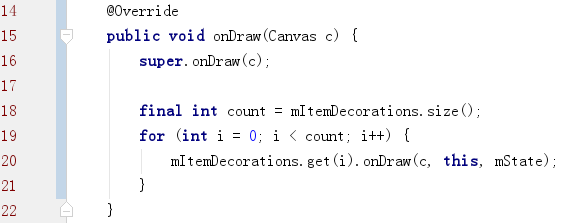 14 @Override
15 public void onDraw(Canvas c) {
16 super.onDraw(c);
17
18 final int count = mItemDecorations.size();
19 for (int i = 0; i < count; i++) {
20 mItemDecorations.get(i).onDraw(c, this, mState);
21 }
22 }